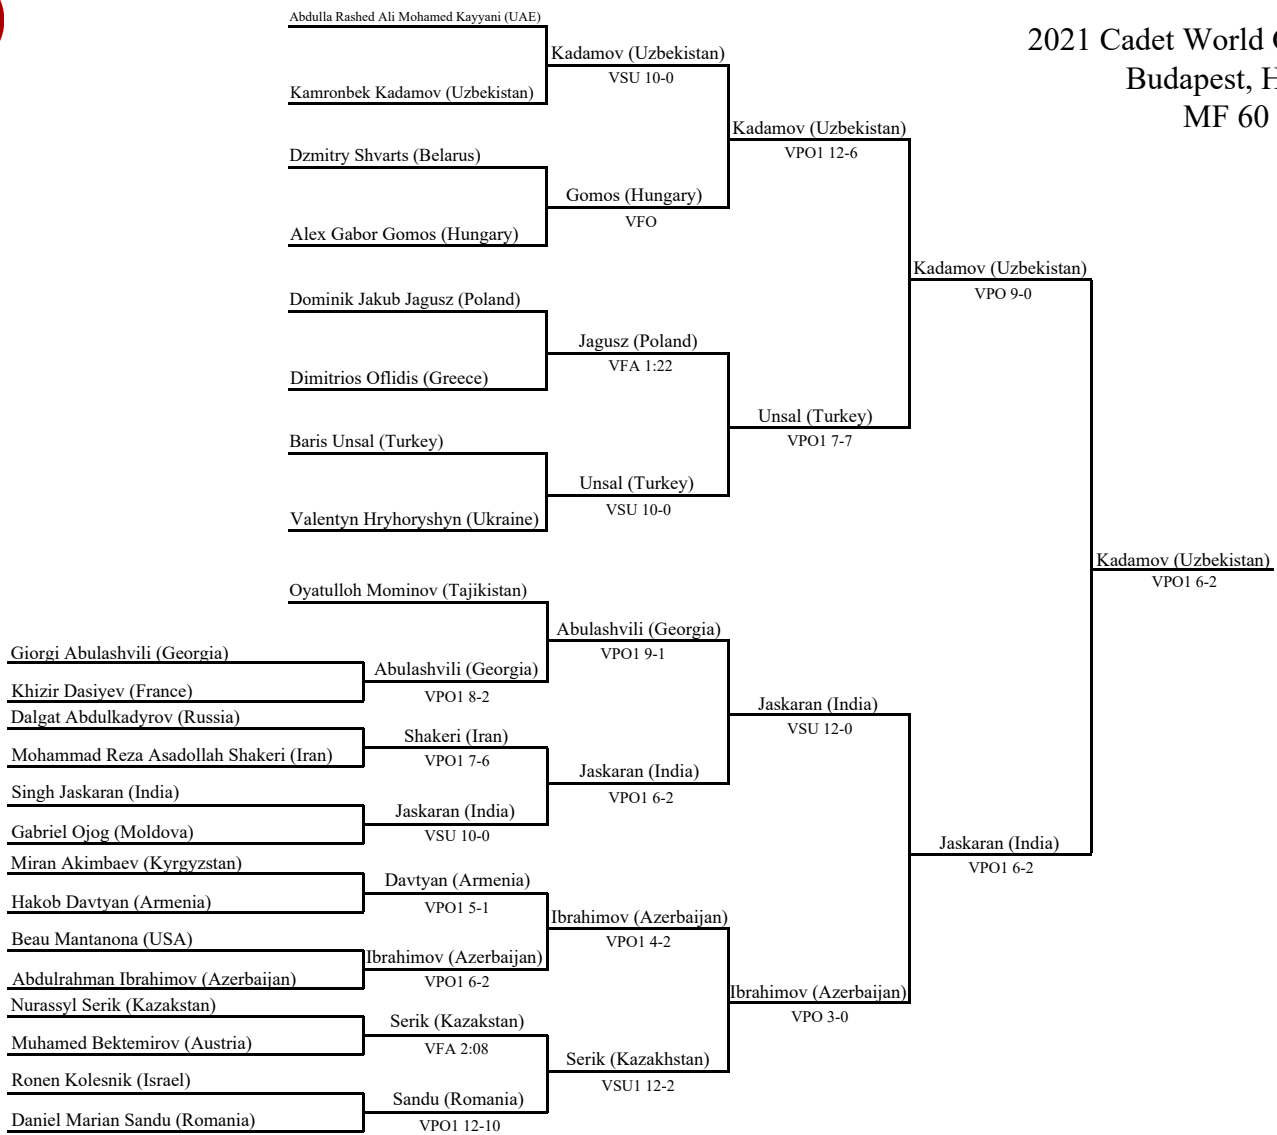 Abdulla Rashed Ali Mohamed Kayyani (UAE)
2021 Cadet World
Kadamov (Uzbekistan)
VSU 10-0
Budapest,
Kamronbek Kadamov (Uzbekistan)
MF 60
Kadamov (Uzbekistan)
VPO1 12-6
Dzmitry Shvarts (Belarus)
Gomos (Hungary)
VFO
Alex Gabor Gomos (Hungary)
Kadamov (Uzbekistan)
VPO 9-0
Dominik Jakub Jagusz (Poland)
Jagusz (Poland)
VFA 1:22
Dimitrios Oflidis (Greece)
Unsal (Turkey)
VPO1 7-7
Baris Unsal (Turkey)
Unsal (Turkey)
VSU 10-0
Valentyn Hryhoryshyn (Ukraine)
Kadamov (Uzbekistan)
VPO1 6-2
Oyatulloh Mominov (Tajikistan)
Abulashvili (Georgia)
VPO1 9-1
Giorgi Abulashvili (Georgia)
Abulashvili (Georgia)
VPO1 8-2
Khizir Dasiyev (France)
Jaskaran (India)
VSU 12-0
Dalgat Abdulkadyrov (Russia)
Shakeri (Iran)
VPO1 7-6
Mohammad Reza Asadollah Shakeri (Iran)
Jaskaran (India)
VPO1 6-2
Singh Jaskaran (India)
Jaskaran (India)
VSU 10-0
Gabriel Ojog (Moldova)
Jaskaran (India)
VPO1 6-2
Miran Akimbaev (Kyrgyzstan)
Davtyan (Armenia)
VPO1 5-1
Hakob Davtyan (Armenia)
Ibrahimov (Azerbaijan)
VPO1 4-2
Beau Mantanona (USA)
Ibrahimov (Azerbaijan)
VPO1 6-2
Abdulrahman Ibrahimov (Azerbaijan)
Ibrahimov (Azerbaijan)
VPO 3-0
Nurassyl Serik (Kazakstan)
Serik (Kazakstan)
VFA 2:08
Muhamed Bektemirov (Austria)
Serik (Kazakhstan)
VSU1 12-2
Ronen Kolesnik (Israel)
Sandu (Romania)
VPO1 12-10
Daniel Marian Sandu (Romania)